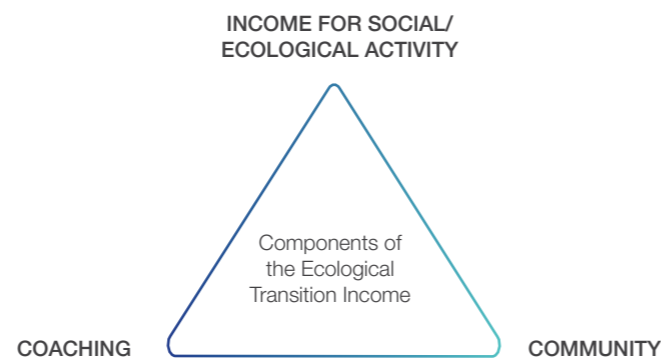 INCOME FOR SOCIAL/
ECOLOGICAL ACTIVITY
Components of
the Ecological
Transition Income
COACHING
COMMUNITY